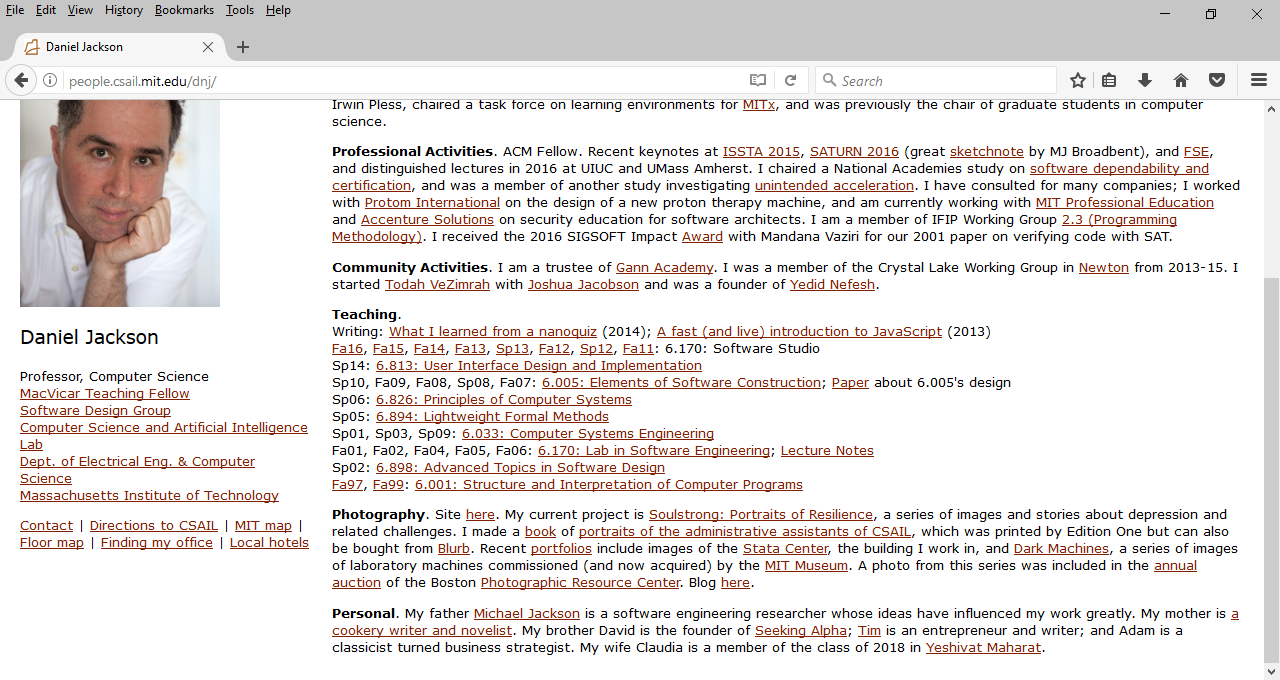 File Edit View History Bookmarks Tools Help
Daniel Jackson
people.csail.mit.edu/dnj/
Search
Daniel Jackson
Professor, Computer Science
MacVicar Teaching Fellow
Software Design Group
Computer Science and Artificial Intelligence
Lab
Dept. of Electrical Eng. & Computer
Science
Massachusetts Institute of Technology
Contact | Directions to CSAIL | MIT map |
Floor map | Finding my office | Local hotels
Irwin Pless, chaired a task force on learning environments for MITx, and was previously the chair of graduate students in computer
science.
Professional Activities. ACM Fellow. Recent keynotes at ISSTA 2015, SATURN 2016 (great sketchnote by MJ Broadbent), and FSE,
and distinguished lectures in 2016 at UIUC and UMass Amherst. I chaired a National Academies study on software dependability and
certification, and was a member of another study investigating unintended acceleration. I have consulted for many companies; I worked
with Protom International on the design of a new proton therapy machine, and am currently working with MIT Professional Education
and Accenture Solutions on security education for software architects. I am a member of IFIP Working Group 2.3 (Programming
Methodology). I received the 2016 SIGSOFT Impact Award with Mandana Vaziri for our 2001 paper on verifying code with SAT.
Community Activities. I am a trustee of Gann Academy. I was a member of the Crystal Lake Working Group in Newton from 2013-15. I
started Todah VeZimrah with Joshua Jacobson and was a founder of Yedid Nefesh.
Teaching.
Writing: What I learned from a nanoquiz (2014); A fast (and live) introduction to JavaScript (2013)
Fa16, Fa15, Fa14, Fa13, Sp13, Fa12, Sp12, Fa11: 6.170: Software Studio
Sp14: 6.813: User Interface Design and Implementation
Sp10, Fa09, Fa08, Sp08, Fa07: 6.005: Elements of Software Construction; Paper about 6.005's design
Sp06: 6.826: Principles of Computer Systems
Sp05: 6.894: Lightweight Formal Methods
Sp01, Sp03, Sp09: 6.033: Computer Systems Engineering
Fa01, Fa02, Fa04, Fa05, Fa06: 6.170: Lab in Software Engineering; Lecture Notes
Sp02: 6.898: Advanced Topics in Software Design
Fa97, Fa99: 6.001: Structure and Interpretation of Computer Programs
Photography. Site here. My current project is Soulstrong: Portraits of Resilience, a series of images and stories about depression and
related challenges. I made a book of portraits of the administrative assistants of CSAIL, which was printed by Edition One but can also
be bought from Blurb. Recent portfolios include images of the Stata Center, the building I work in, and Dark Machines, a series of images
of laboratory machines commissioned (and now acquired) by the MIT Museum. A photo from this series was included in the annual
auction of the Boston Photographic Resource Center. Blog here.
Personal. My father Michael Jackson is a software engineering researcher whose ideas have influenced my work greatly. My mother is a
cookery writer and novelist. My brother David is the founder of Seeking Alpha; Tim is an entrepreneur and writer; and Adam is a
classicist turned business strategist. My wife Claudia is a member of the class of 2018 in Yeshivat Maharat.